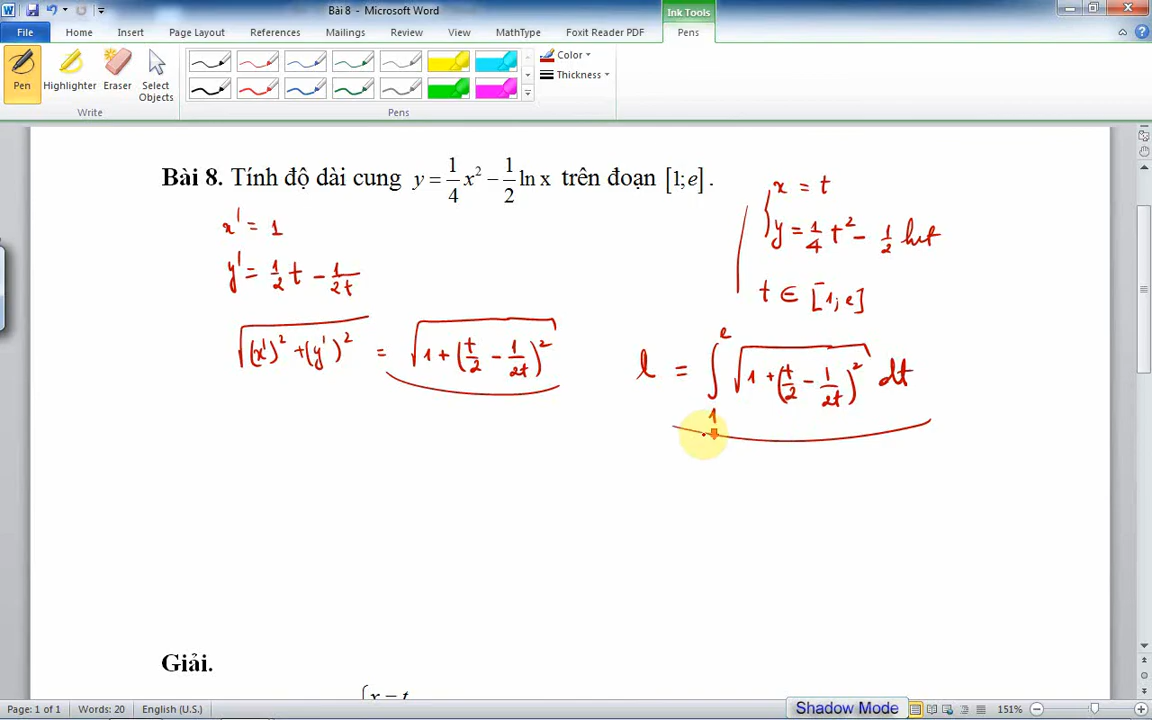 Bài 8 - Microsoft Word
Ink Tools
File Home Insert Page Layout References Mailings Review View MathType Foxit Reader PDF Pens
Pen Highlighter Eraser Select Objects
Color
Thickness
Write Pens
Bài 8. Tính độ dài cung y = 1/4 x² − 1/2 ln x trên đoạn [1;e].
x = t
y = 1/4 t² − 1/2 lnt
t ∈ [1;e]
x' = 1
y' = 1/2 t − 1/2t
√((x')² + (y')²) = √(1 + (t/2 − 1/2t)²)
l = ∫₁ᵉ √(1 + (t/2 − 1/2t)²) dt
Giải.
{x = t
Page: 1 of 1 Words: 20 English (U.S.) Shadow Mode 151%